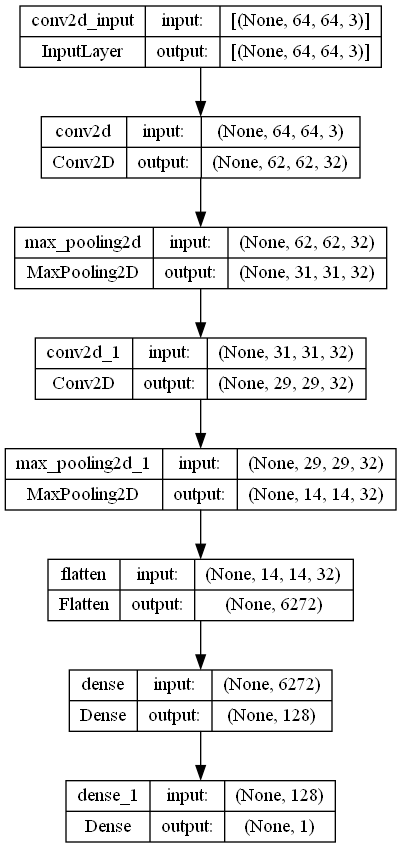 conv2d_input input: [(None, 64, 64, 3)]
InputLayer output: [(None, 64, 64, 3)]
conv2d input: (None, 64, 64, 3)
Conv2D output: (None, 62, 62, 32)
max_pooling2d input: (None, 62, 62, 32)
MaxPooling2D output: (None, 31, 31, 32)
conv2d_1 input: (None, 31, 31, 32)
Conv2D output: (None, 29, 29, 32)
max_pooling2d_1 input: (None, 29, 29, 32)
MaxPooling2D output: (None, 14, 14, 32)
flatten input: (None, 14, 14, 32)
Flatten output: (None, 6272)
dense input: (None, 6272)
Dense output: (None, 128)
dense_1 input: (None, 128)
Dense output: (None, 1)